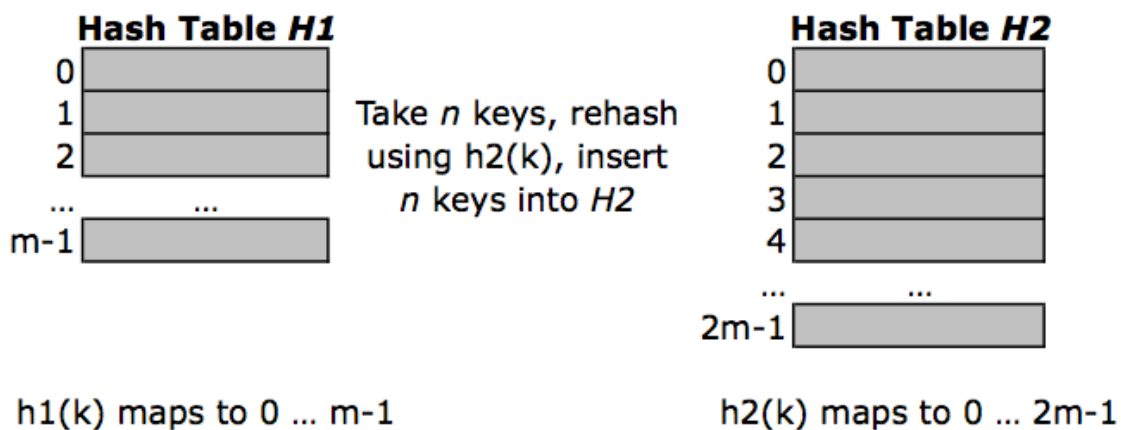 Hash Table H1
0
1
2
... ...
m-1
Take n keys, rehash
using h2(k), insert
n keys into H2
Hash Table H2
0
1
2
3
4
... ...
2m-1
h1(k) maps to 0 ... m-1
h2(k) maps to 0 ... 2m-1